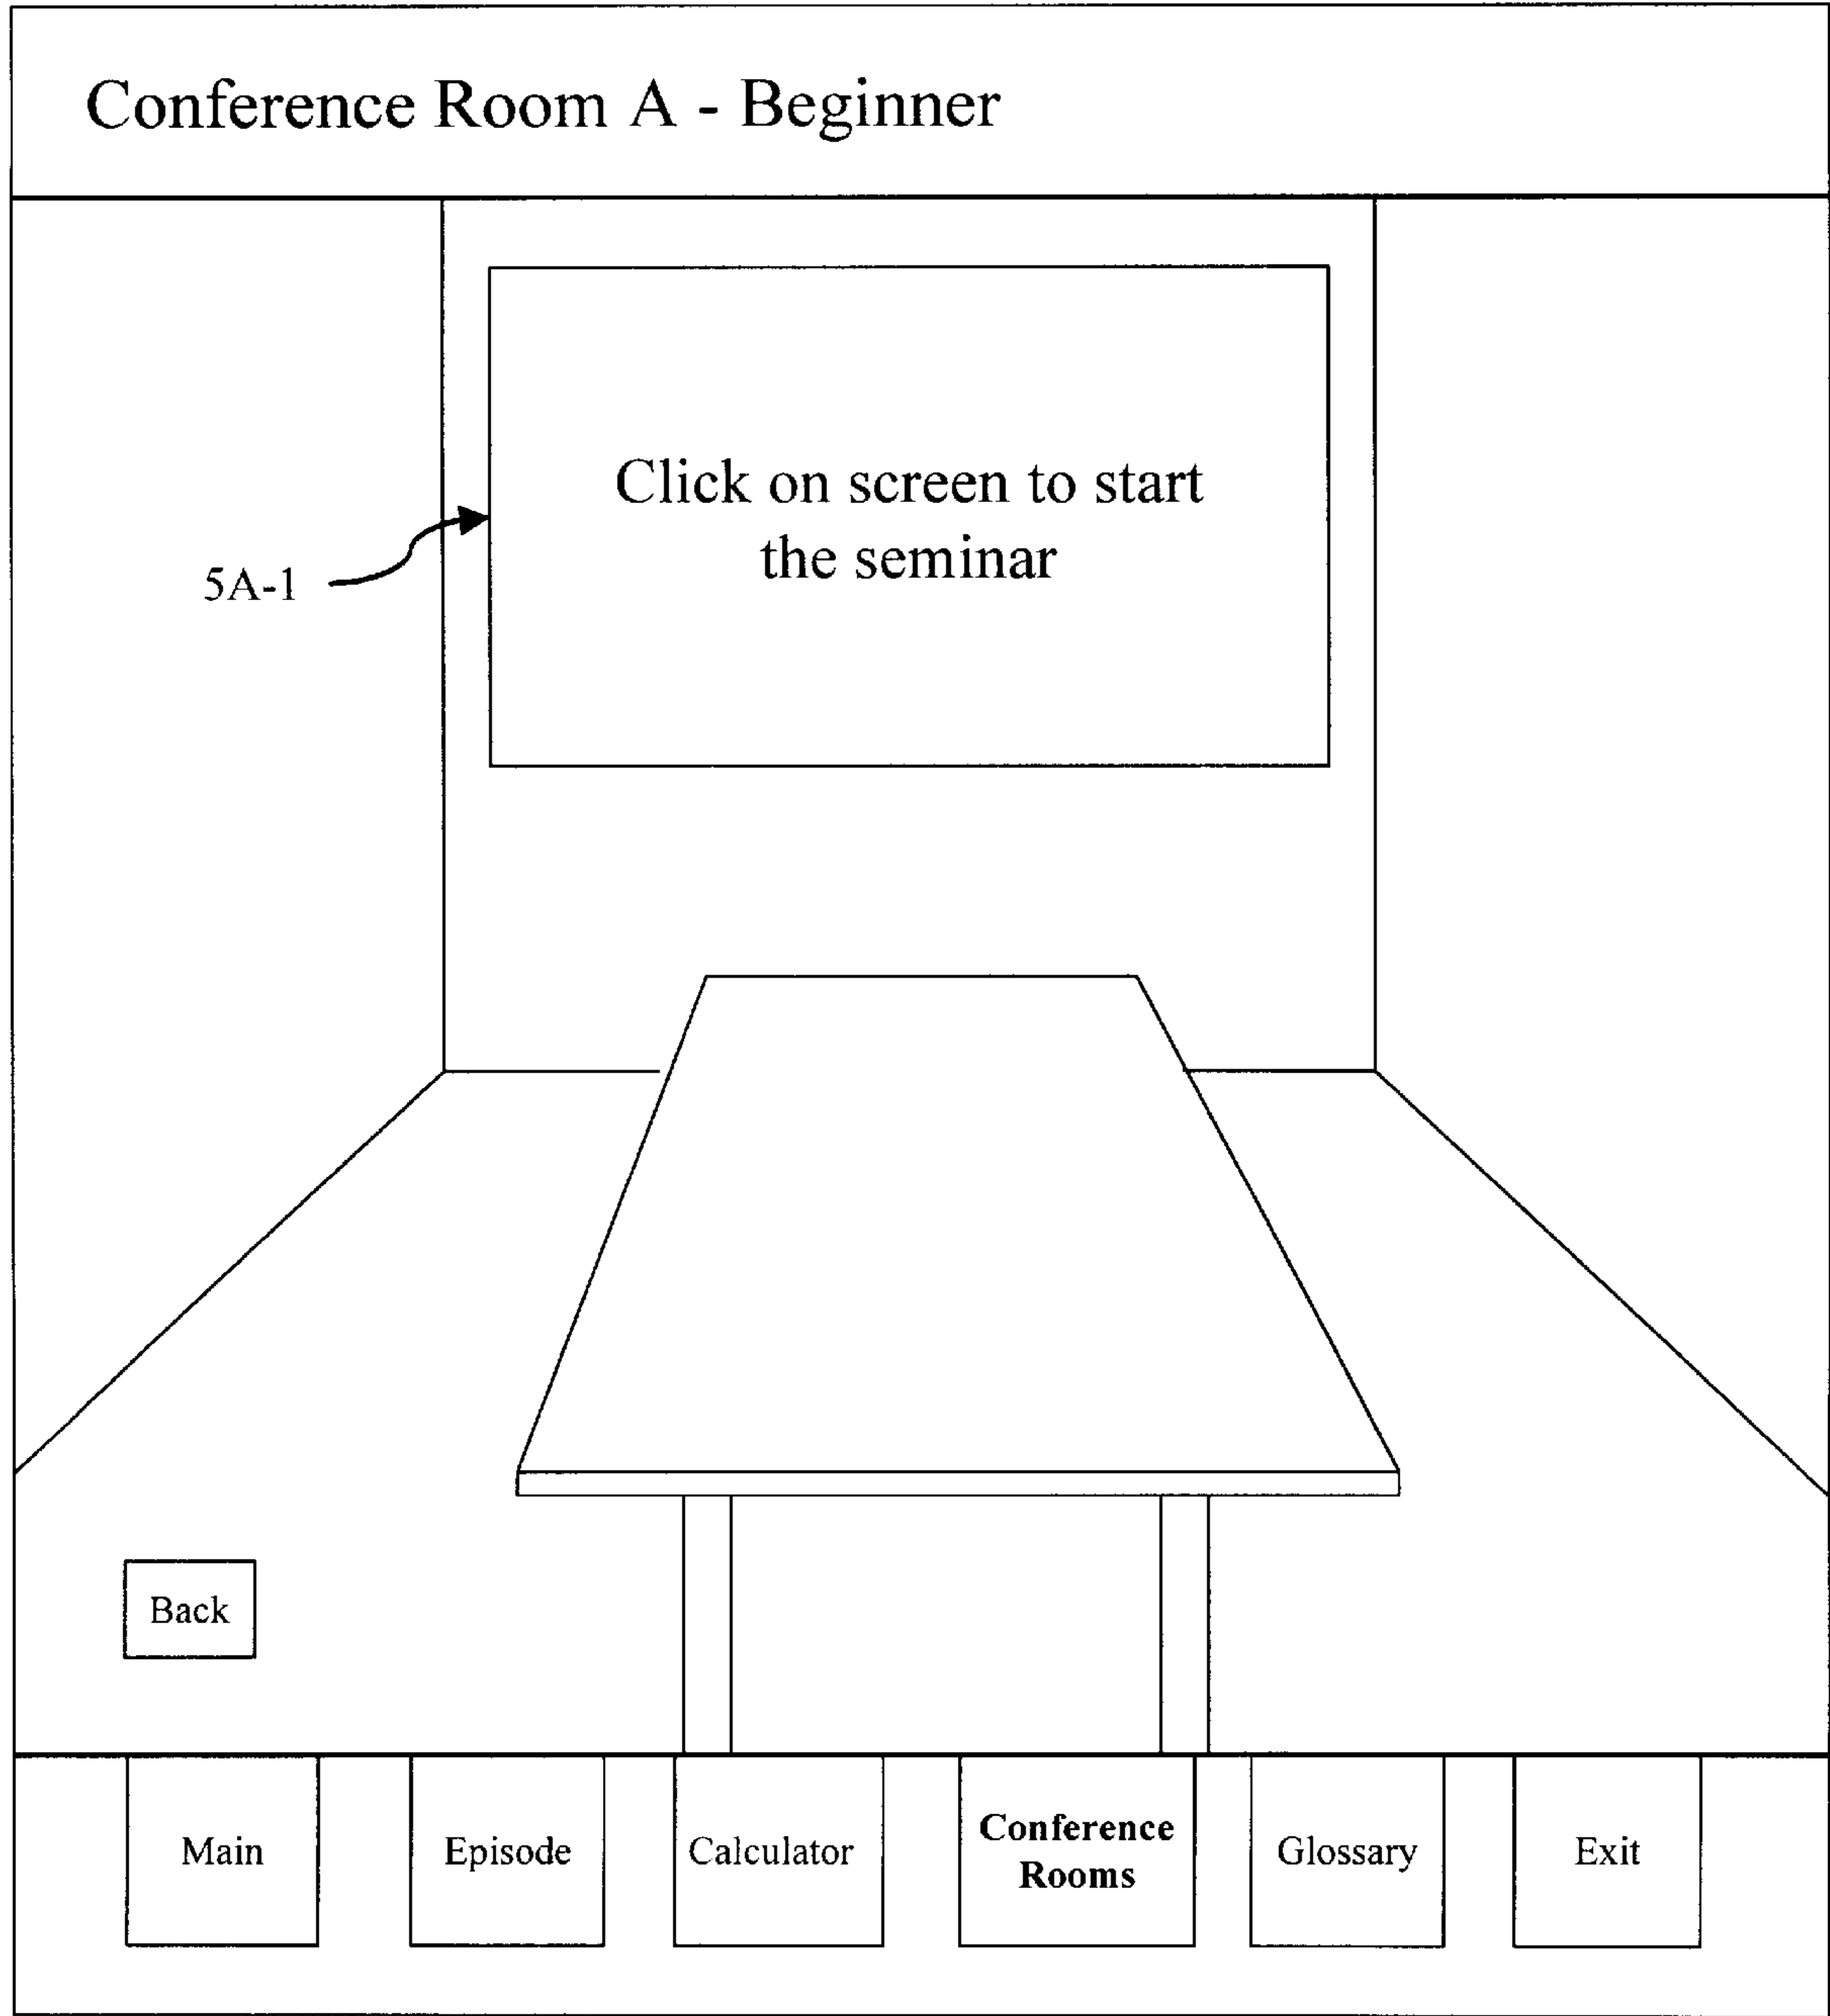 Conference Room A - Beginner
Click on screen to start
the seminar
5A-1
Back
Main
Episode
Calculator
Conference
Rooms
Glossary
Exit